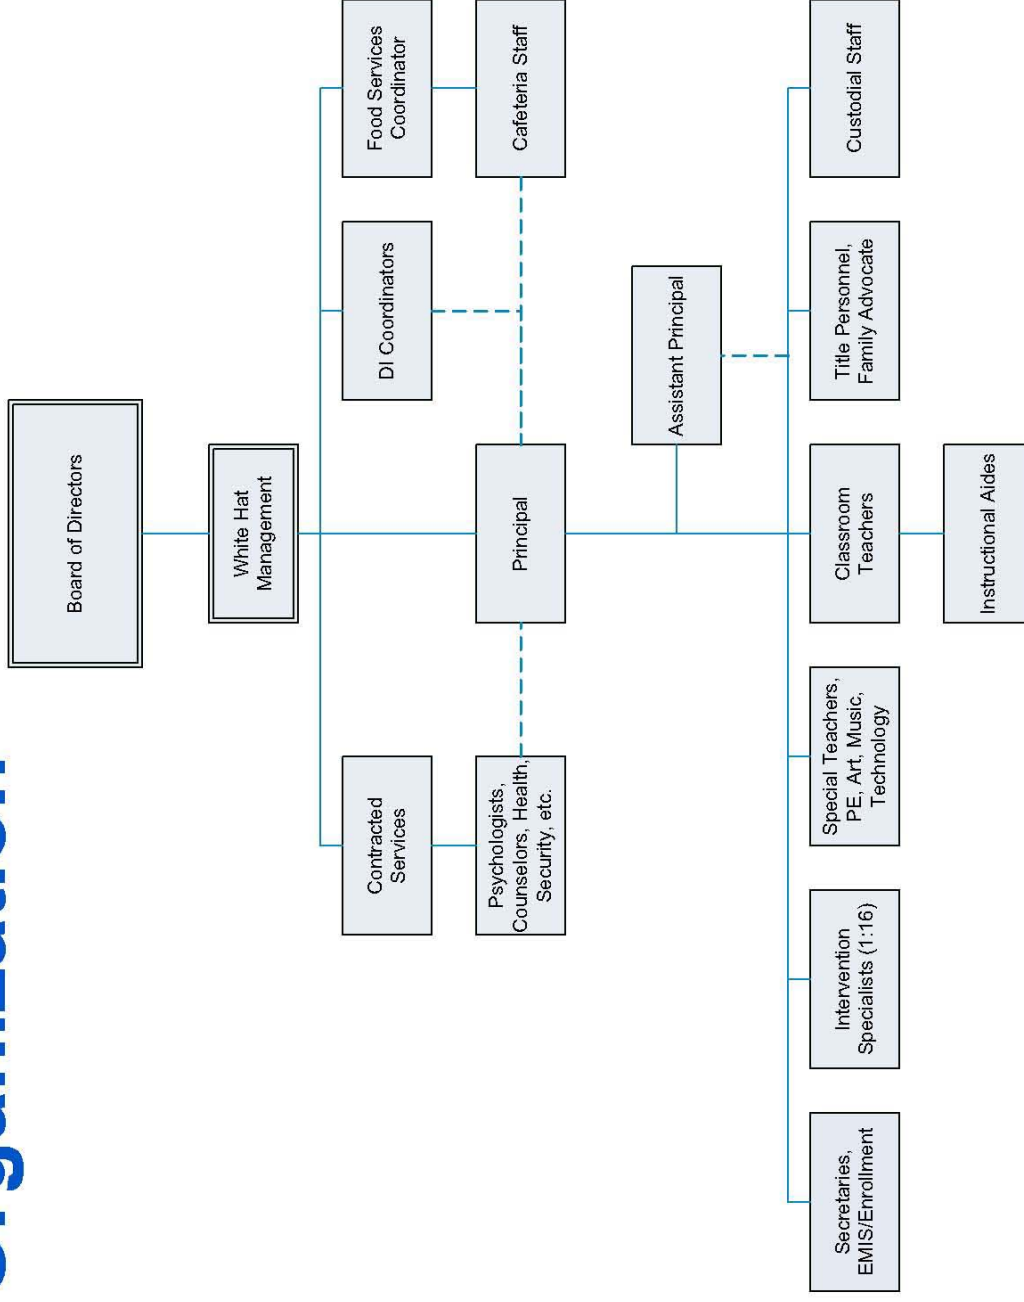 Organization
Board of Directors
White Hat
Management
Contracted
Services
DI Coordinators
Food Services
Coordinator
Psychologists,
Counselors, Health,
Security, etc.
Principal
Cafeteria Staff
Assistant Principal
Secretaries,
EMIS/Enrollment
Intervention
Specialists (1:16)
Special Teachers,
PE, Art, Music,
Technology
Classroom
Teachers
Title Personnel,
Family Advocate
Custodial Staff
Instructional Aides